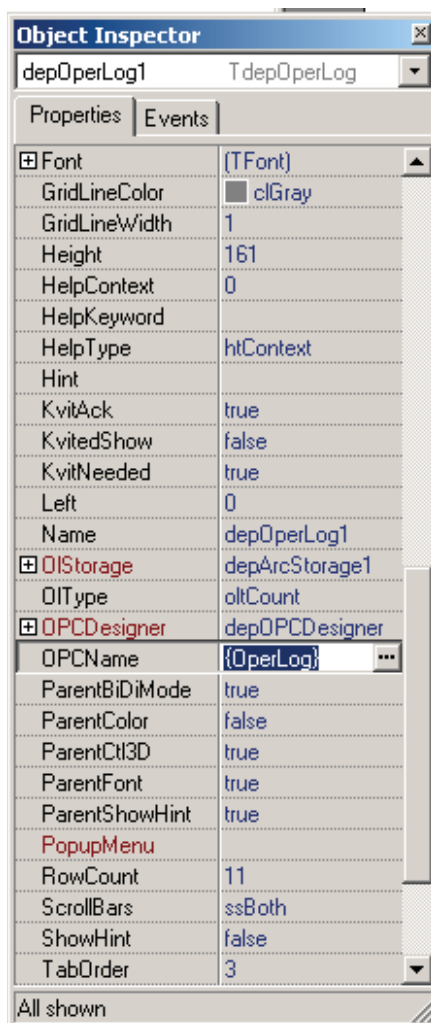 Object Inspector
depOperLog1 TdepOperLog
Properties Events
Font (TFont)
GridLineColor clGray
GridLineWidth 1
Height 161
HelpContext 0
HelpKeyword
HelpType htContext
Hint
KvitAck true
KvitedShow false
KvitNeeded true
Left 0
Name depOperLog1
OlStorage depArcStorage1
OlType oltCount
OPCDesigner depOPCDesigner
OPCName {OperLog} ...
ParentBiDiMode true
ParentColor false
ParentCtl3D true
ParentFont true
ParentShowHint true
PopupMenu
RowCount 11
ScrollBars ssBoth
ShowHint false
TabOrder 3
All shown